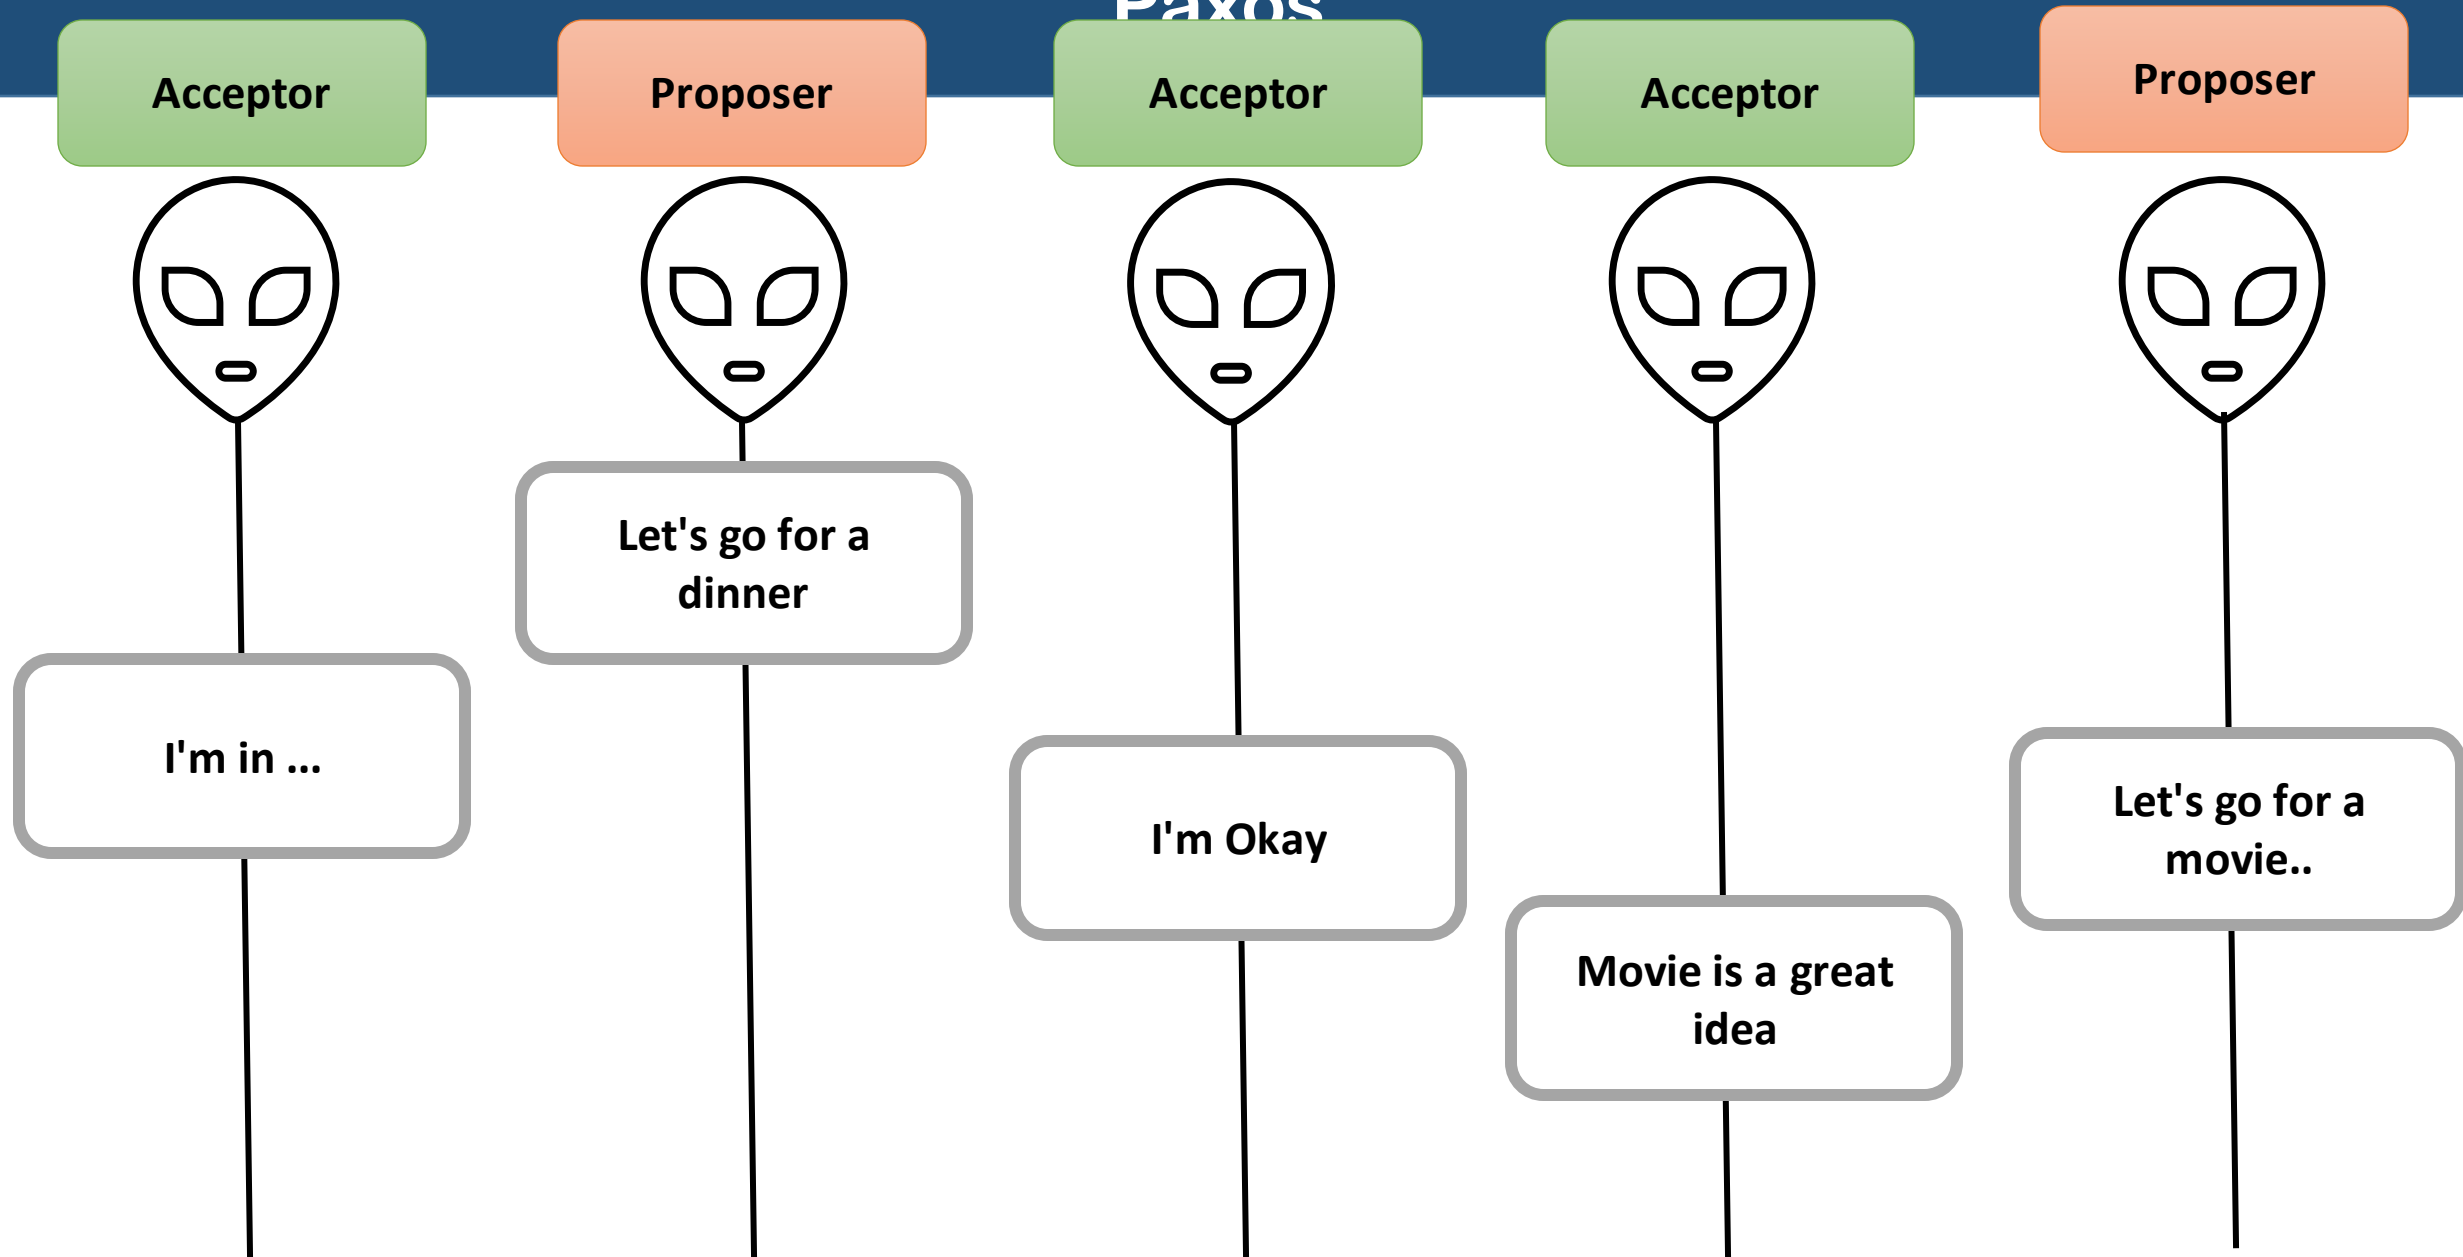 Paxos
Acceptor
Proposer
Acceptor
Acceptor
Proposer
Let's go for a
dinner
I'm in ...
I'm Okay
Let's go for a
movie..
Movie is a great
idea